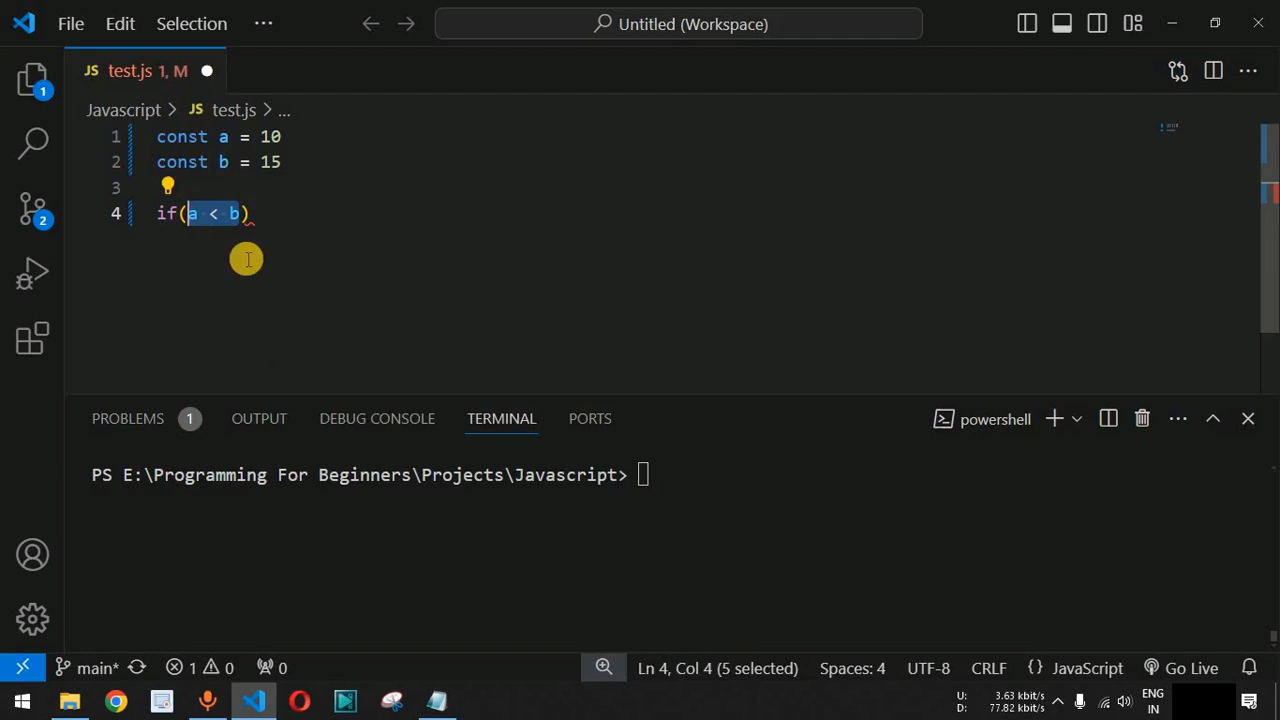 File Edit Selection ··· Untitled (Workspace)
JS test.js 1, M
1
Javascript > JS test.js > ...
1 const a = 10
2 const b = 15
3
4 if(a < b)
2
PROBLEMS 1 OUTPUT DEBUG CONSOLE TERMINAL PORTS powershell
PS E:\Programming For Beginners\Projects\Javascript>
main* 1 0 0 Ln 4, Col 4 (5 selected) Spaces: 4 UTF-8 CRLF {} JavaScript Go Live
U: 3.63 kbit/s ENG
D: 77.82 kbit/s IN